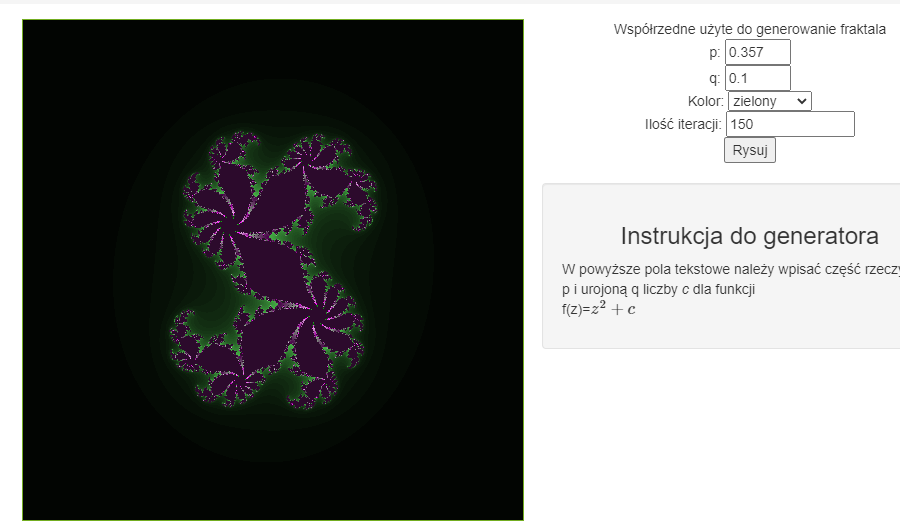 Współrzedne użyte do generowanie fraktala
p: 0.357
q: 0.1
Kolor: zielony
Ilość iteracji: 150
Rysuj
Instrukcja do generatora
W powyższe pola tekstowe należy wpisać część rzeczy
p i urojoną q liczby c dla funkcji
f(z)=z² + c